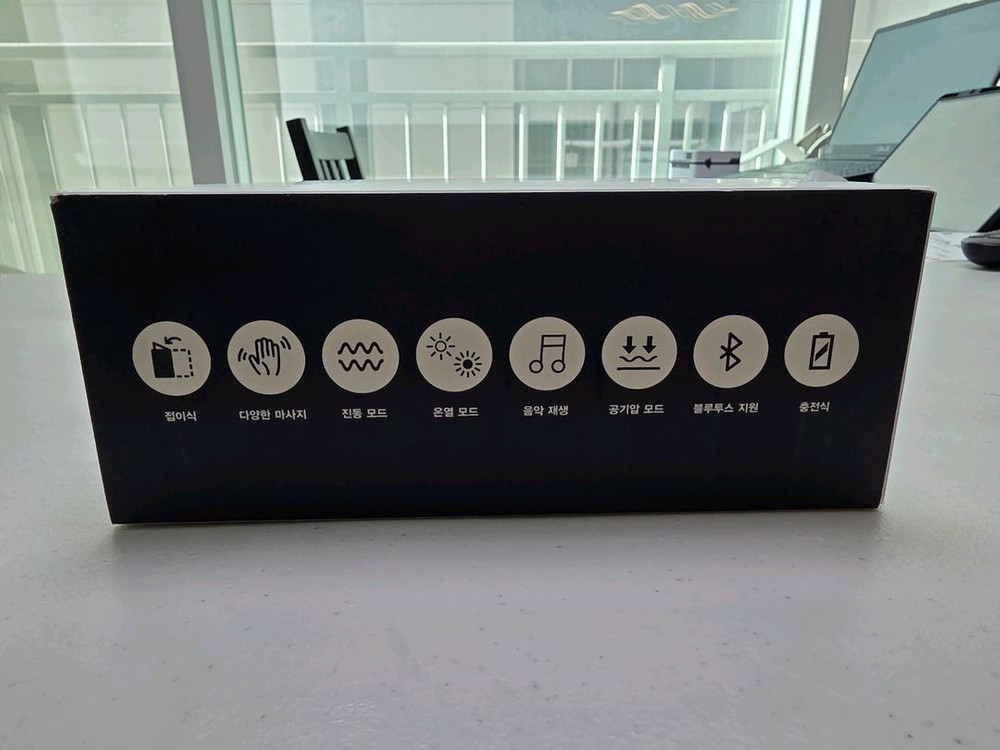 접이식
다양한 마사지
진동 모드
온열 모드
음악 재생
공기압 모드
블루투스 지원
충전식